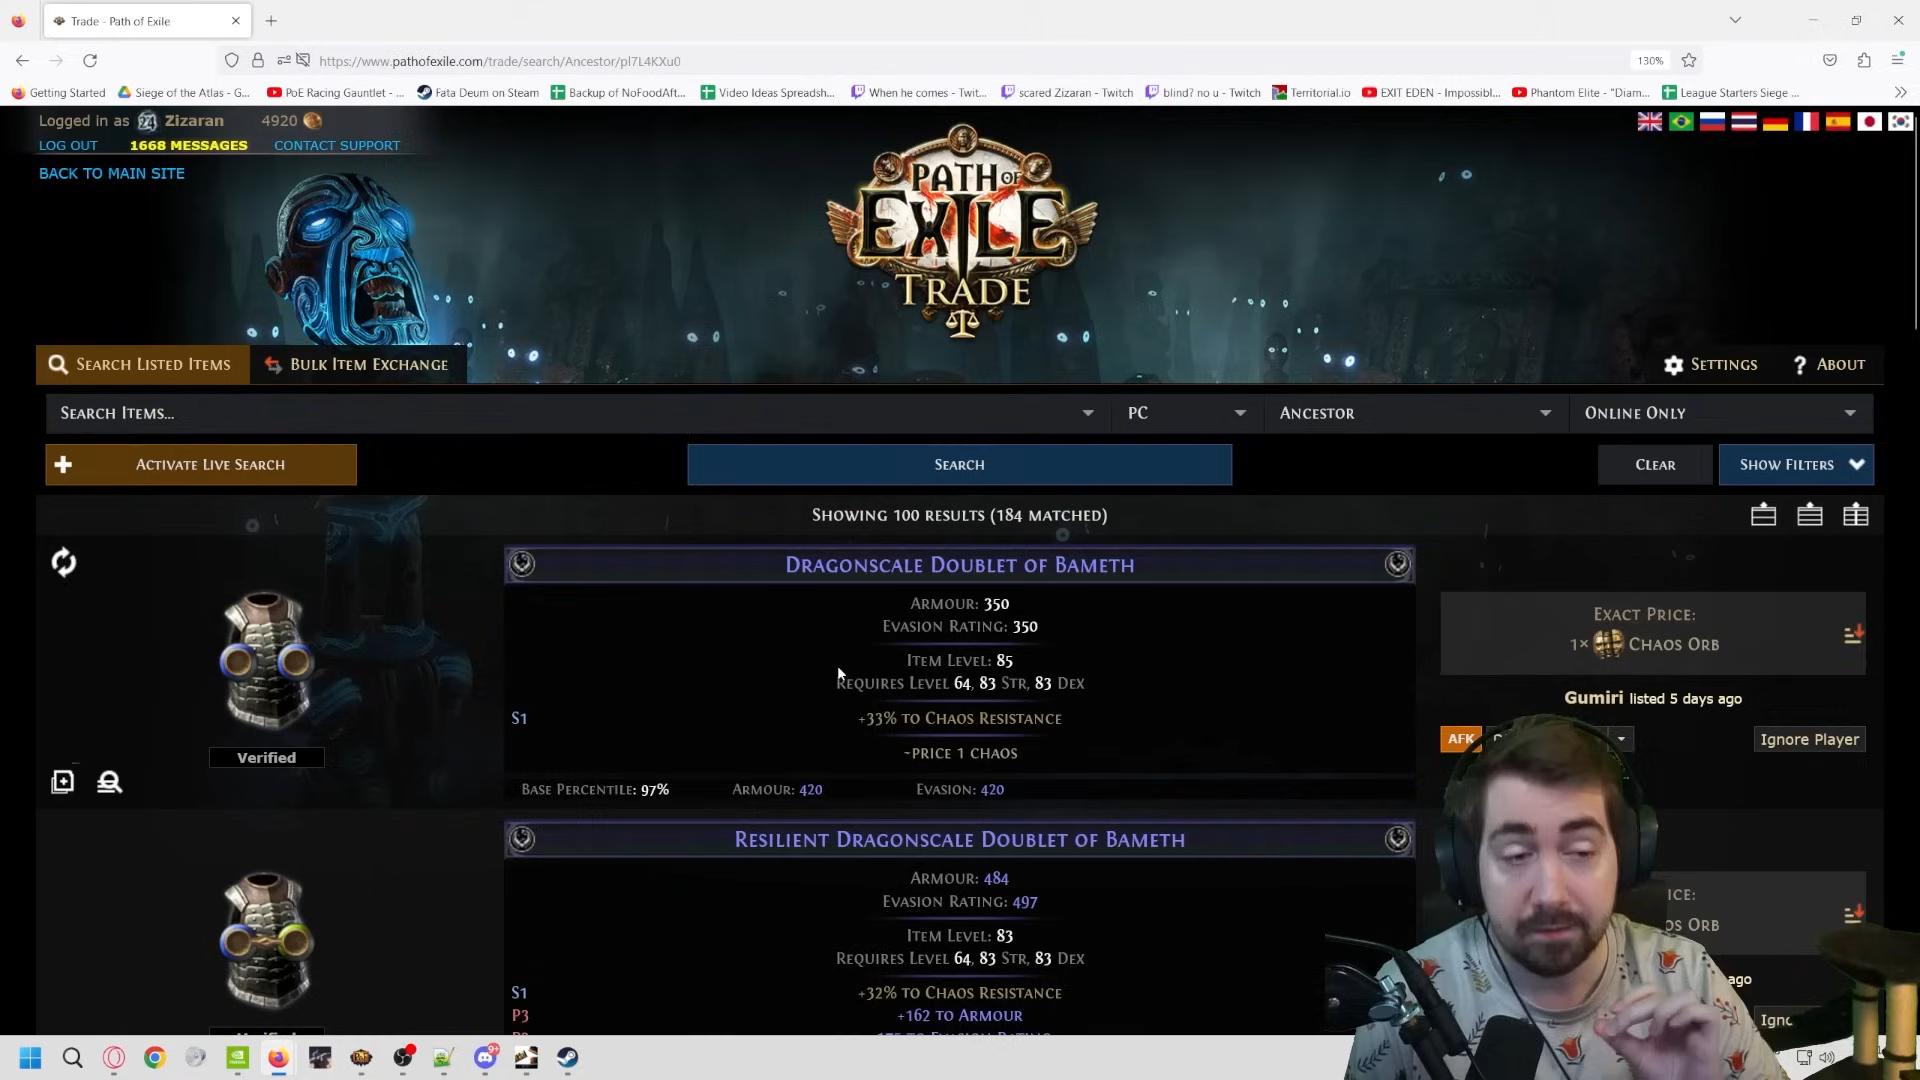 Trade - Path of Exile
https://www.pathofexile.com/trade/search/Ancestor/pl7L4KXu0
130%
Getting Started
Siege of the Atlas - G...
PoE Racing Gauntlet - ...
Fata Deum on Steam
Backup of NoFoodAft...
Video Ideas Spreadsh...
When he comes - Twit...
scared Zizaran - Twitch
blind? no u - Twitch
Territorial.io
EXIT EDEN - Impossibl...
Phantom Elite - "Diam...
League Starters Siege ...
Logged in as Zizaran 4920
LOG OUT 1668 MESSAGES CONTACT SUPPORT
BACK TO MAIN SITE
PATH OF
EXILE
TRADE
SEARCH LISTED ITEMS
BULK ITEM EXCHANGE
SETTINGS
? ABOUT
SEARCH ITEMS...
PC
ANCESTOR
ONLINE ONLY
ACTIVATE LIVE SEARCH
SEARCH
CLEAR
SHOW FILTERS
SHOWING 100 RESULTS (184 MATCHED)
DRAGONSCALE DOUBLET OF BAMETH
ARMOUR: 350
EVASION RATING: 350
ITEM LEVEL: 85
REQUIRES LEVEL 64, 83 STR, 83 DEX
S1 +33% TO CHAOS RESISTANCE
~PRICE 1 CHAOS
Verified
BASE PERCENTILE: 97% ARMOUR: 420 EVASION: 420
EXACT PRICE:
1× CHAOS ORB
Gumiri listed 5 days ago
AFK
Ignore Player
RESILIENT DRAGONSCALE DOUBLET OF BAMETH
ARMOUR: 484
EVASION RATING: 497
ITEM LEVEL: 83
REQUIRES LEVEL 64, 83 STR, 83 DEX
S1 +32% TO CHAOS RESISTANCE
P3 +162 TO ARMOUR
ORB
ago
9+